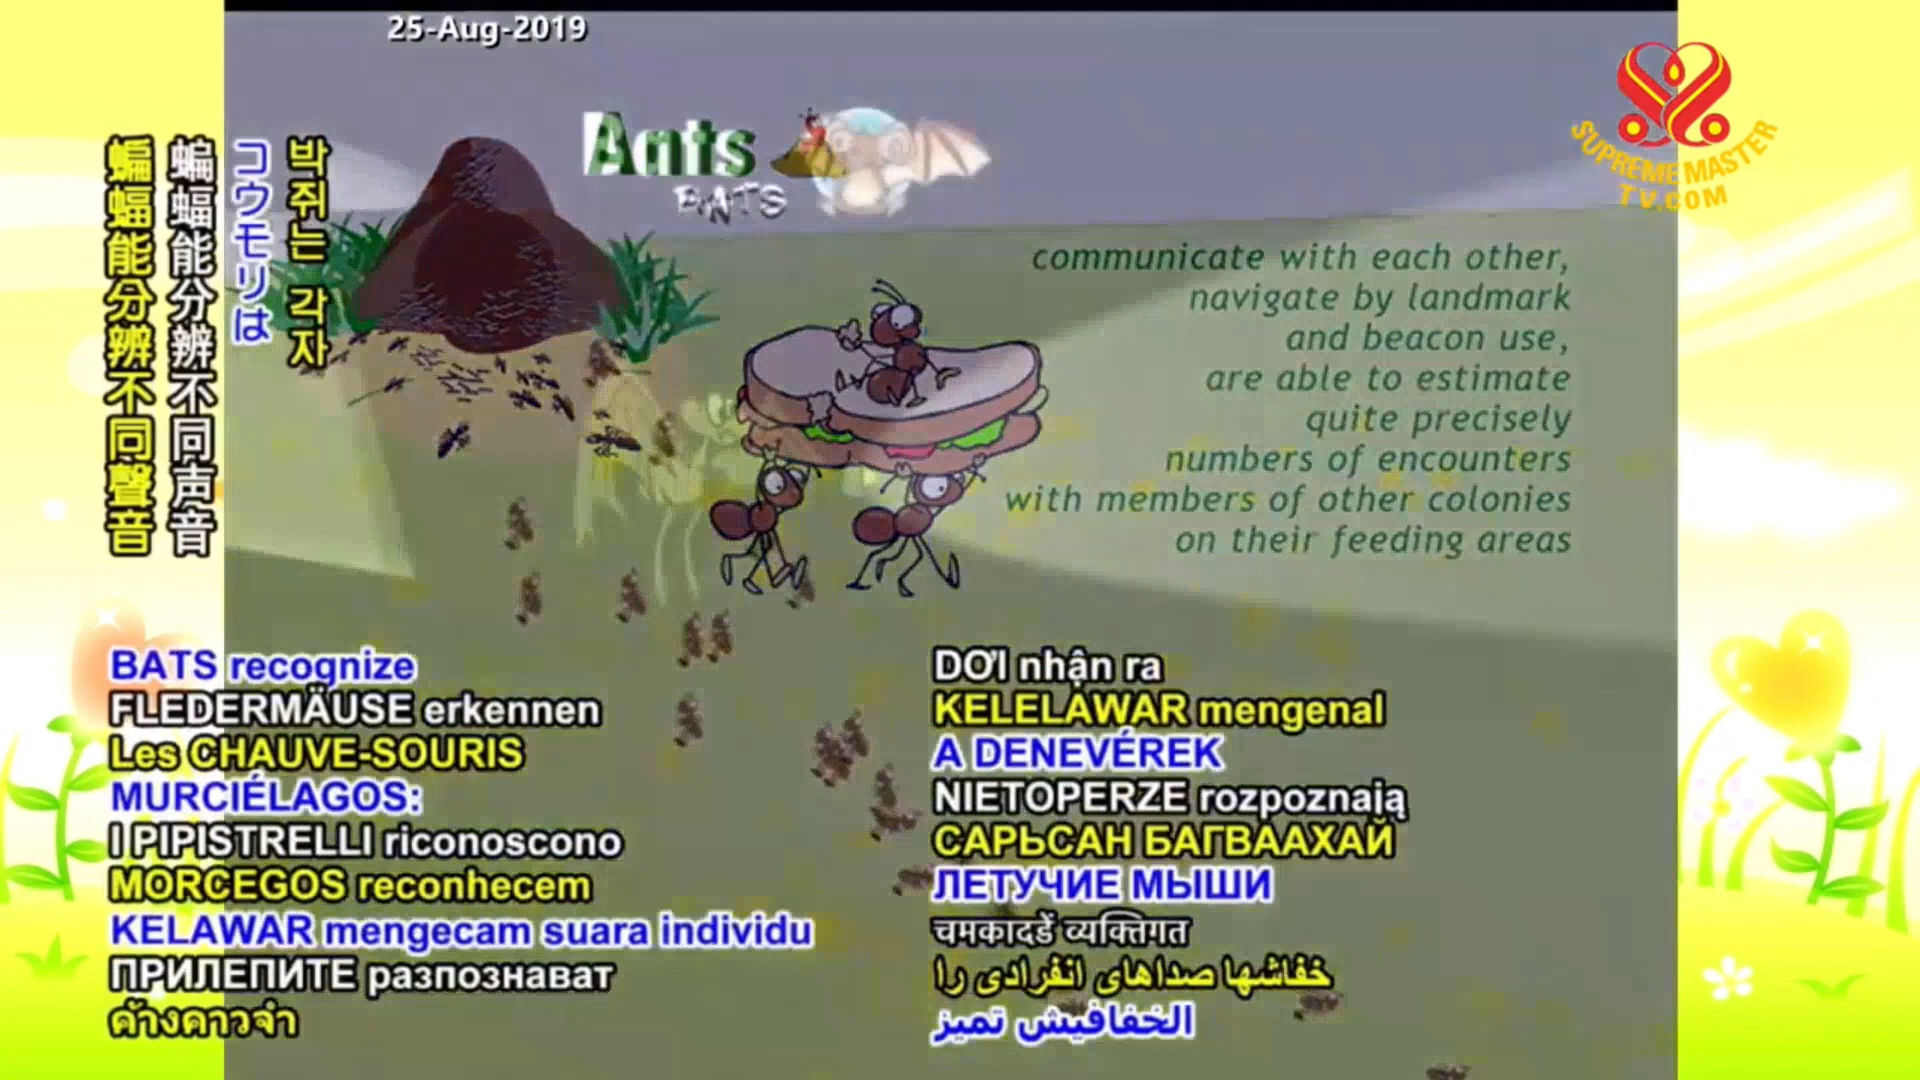 25-Aug-2019
SUPREME MASTER
TV.COM
Ants
BATS
communicate with each other,
navigate by landmark
and beacon use,
are able to estimate
quite precisely
numbers of encounters
with members of other colonies
on their feeding areas
박쥐는 각자
コウモリは
蝙蝠能分辨不同声音
蝙蝠能分辨不同聲音
BATS recognize
FLEDERMÄUSE erkennen
Les CHAUVE-SOURIS
MURCIÉLAGOS:
I PIPISTRELLI riconoscono
MORCEGOS reconhecem
KELAWAR mengecam suara individu
ПРИЛЕПИТЕ разпознават
ค้างคาวจำ
DƠI nhận ra
KELELAWAR mengenal
A DENEVÉREK
NIETOPERZE rozpoznają
САРЬСАН БАГВААХАЙ
ЛЕТУЧИЕ МЫШИ
चमकादडें व्यक्तिगत
خفاشها صداهای انفرادی را
الخفافيش تميز